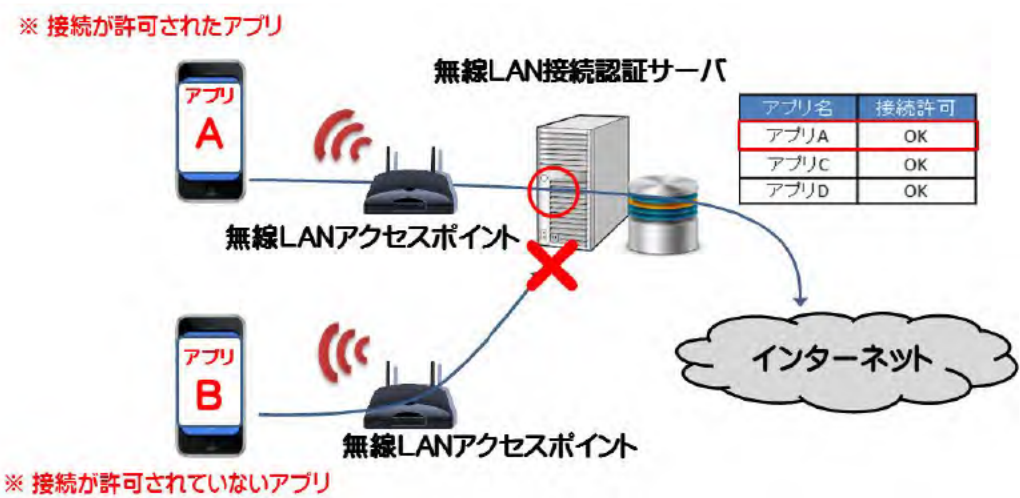 ※ 接続が許可されたアプリ
無線LAN接続認証サーバ
アプリ
A
アプリ名 接続許可
アプリA OK
アプリC OK
アプリD OK
無線LANアクセスポイント
インターネット
アプリ
B
無線LANアクセスポイント
※ 接続が許可されていないアプリ